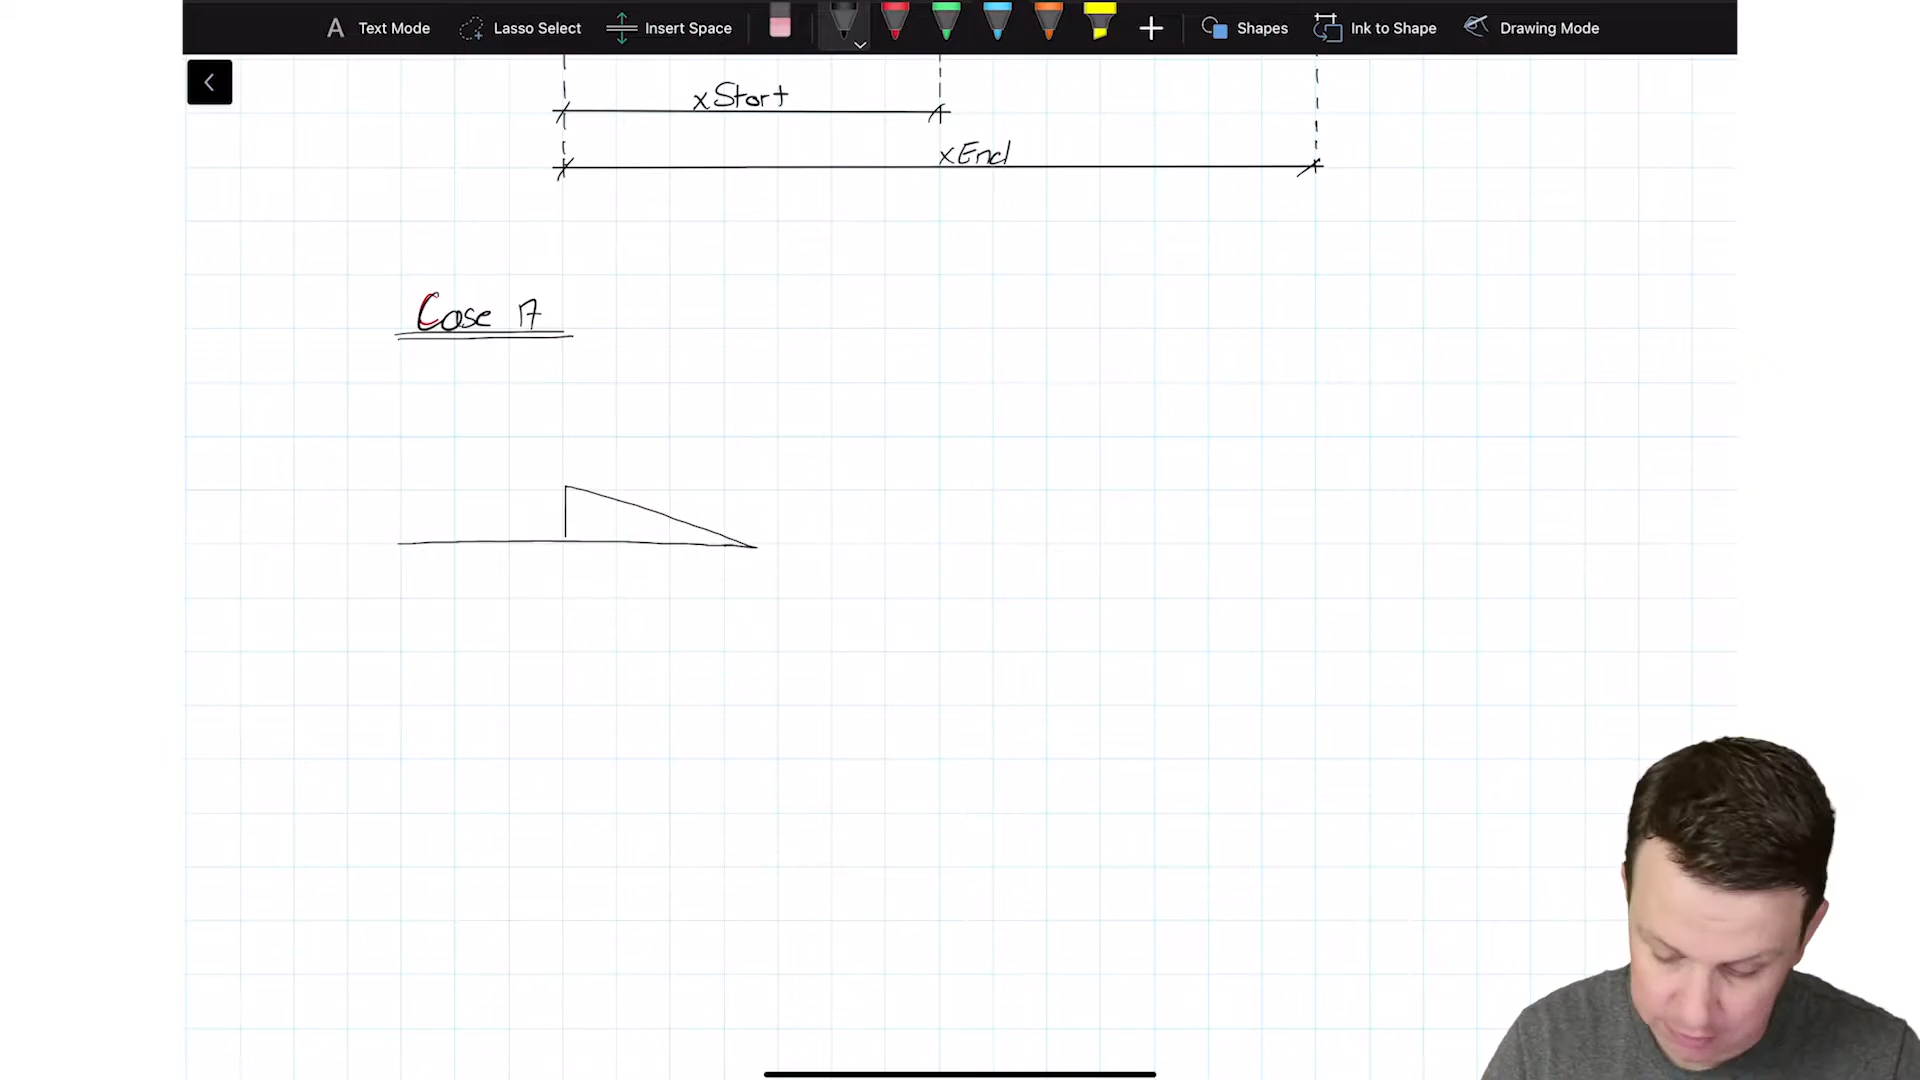 Text Mode Lasso Select Insert Space Shapes Ink to Shape Drawing Mode
xStart
xEnd
Case 17